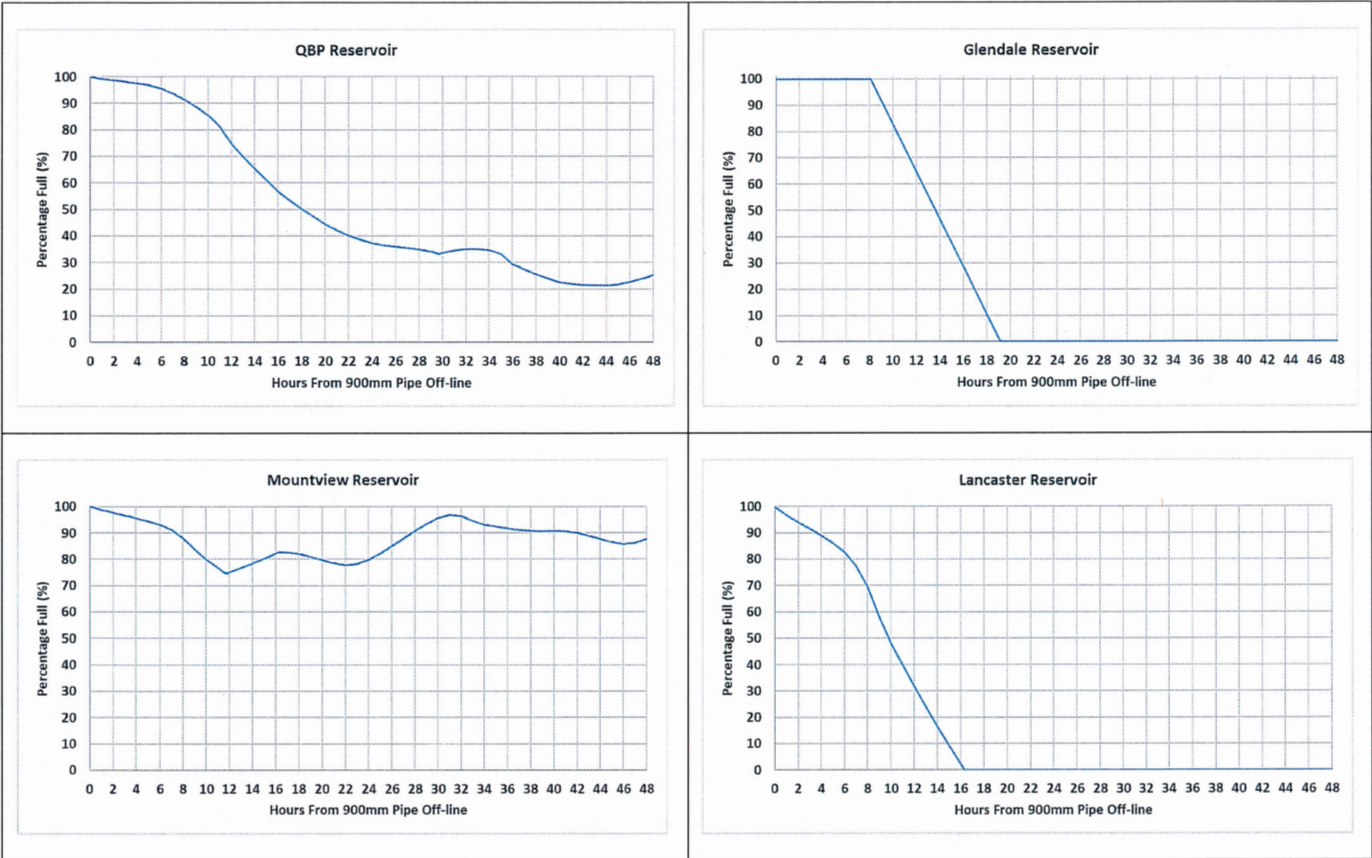 QBP Reservoir
Percentage Full (%)
100
90
80
70
60
50
40
30
20
10
0
0 2 4 6 8 10 12 14 16 18 20 22 24 26 28 30 32 34 36 38 40 42 44 46 48
Hours From 900mm Pipe Off-line
Glendale Reservoir
Percentage Full (%)
100
90
80
70
60
50
40
30
20
10
0
0 2 4 6 8 10 12 14 16 18 20 22 24 26 28 30 32 34 36 38 40 42 44 46 48
Hours From 900mm Pipe Off-line
Mountview Reservoir
Percentage Full (%)
100
90
80
70
60
50
40
30
20
10
0
0 2 4 6 8 10 12 14 16 18 20 22 24 26 28 30 32 34 36 38 40 42 44 46 48
Hours From 900mm Pipe Off-line
Lancaster Reservoir
Percentage Full (%)
100
90
80
70
60
50
40
30
20
10
0
0 2 4 6 8 10 12 14 16 18 20 22 24 26 28 30 32 34 36 38 40 42 44 46 48
Hours From 900mm Pipe Off-line